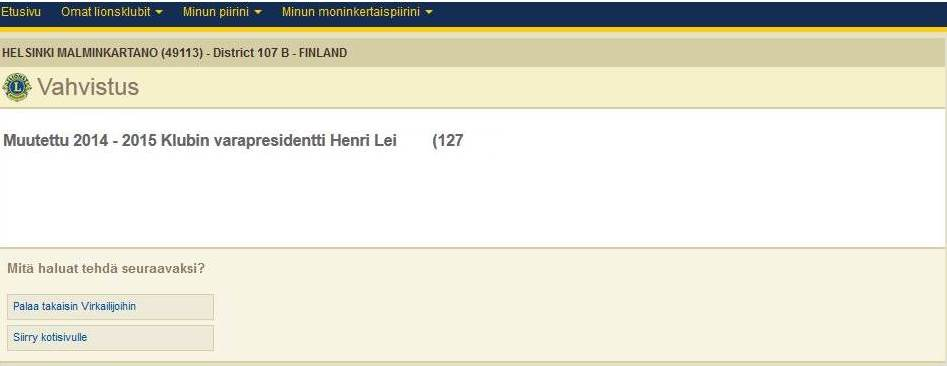 Etusivu Omat lionsklubit Minun piirini Minun moninkertaispiirini
HELSINKI MALMINKARTANO (49113) - District 107 B - FINLAND
Vahvistus
Muutettu 2014 - 2015 Klubin varapresidentti Henri Lei (127
Mitä haluat tehdä seuraavaksi?
Palaa takaisin Virkailijoihin
Siirry kotisivulle